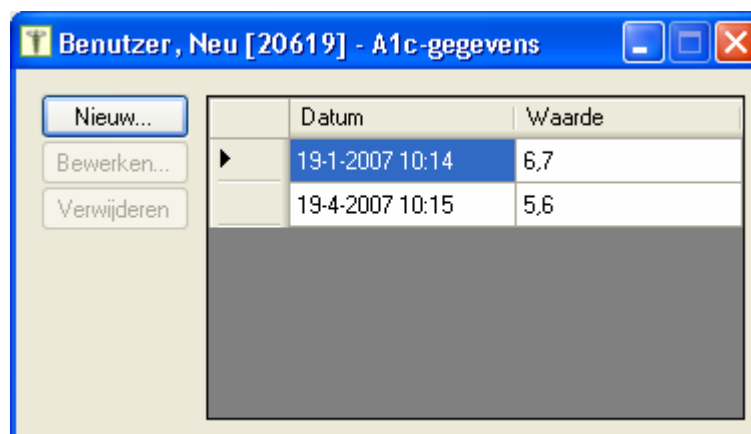 Benutzer, Neu [20619] - A1c-gegevens
Nieuw...
Bewerken...
Verwijderen
Datum Waarde
19-1-2007 10:14 6,7
19-4-2007 10:15 5,6